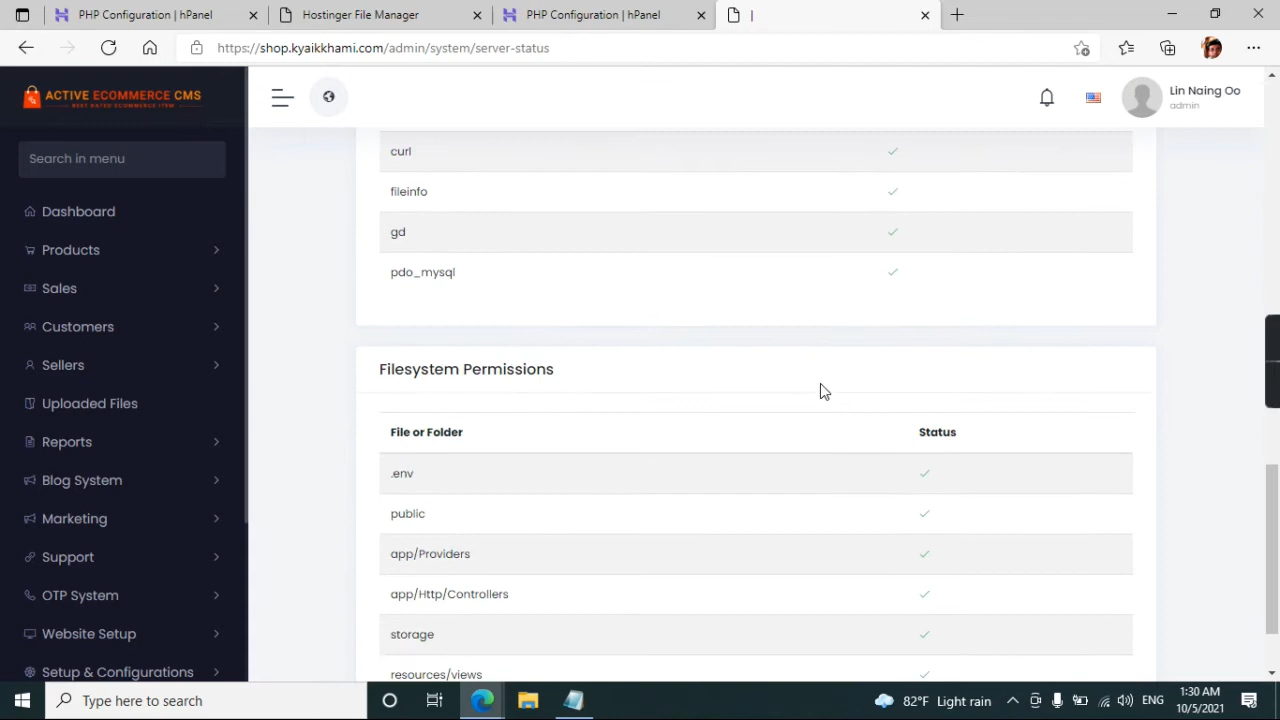 PHP Configuration | hPanel
Hostinger File Manager
PHP Configuration | hPanel
|
https://shop.kyaikkhami.com/admin/system/server-status
ACTIVE ECOMMERCE CMS
BEST RATED ECOMMERCE ITEM
Lin Naing Oo
admin
Search in menu
Dashboard
Products
Sales
Customers
Sellers
Uploaded Files
Reports
Blog System
Marketing
Support
OTP System
Website Setup
Setup & Configurations
curl
fileinfo
gd
pdo_mysql
Filesystem Permissions
File or Folder Status
.env
public
app/Providers
app/Http/Controllers
storage
resources/views
Type here to search
82°F Light rain
ENG
1:30 AM
10/5/2021